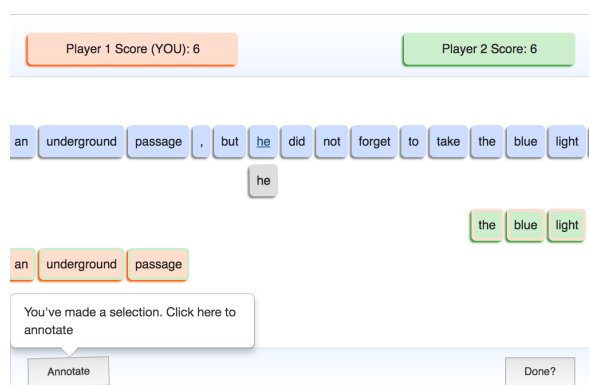 Player 1 Score (YOU): 6 Player 2 Score: 6
an underground passage , but he did not forget to take the blue light
he
the blue light
an underground passage
You've made a selection. Click here to
annotate
Annotate Done?